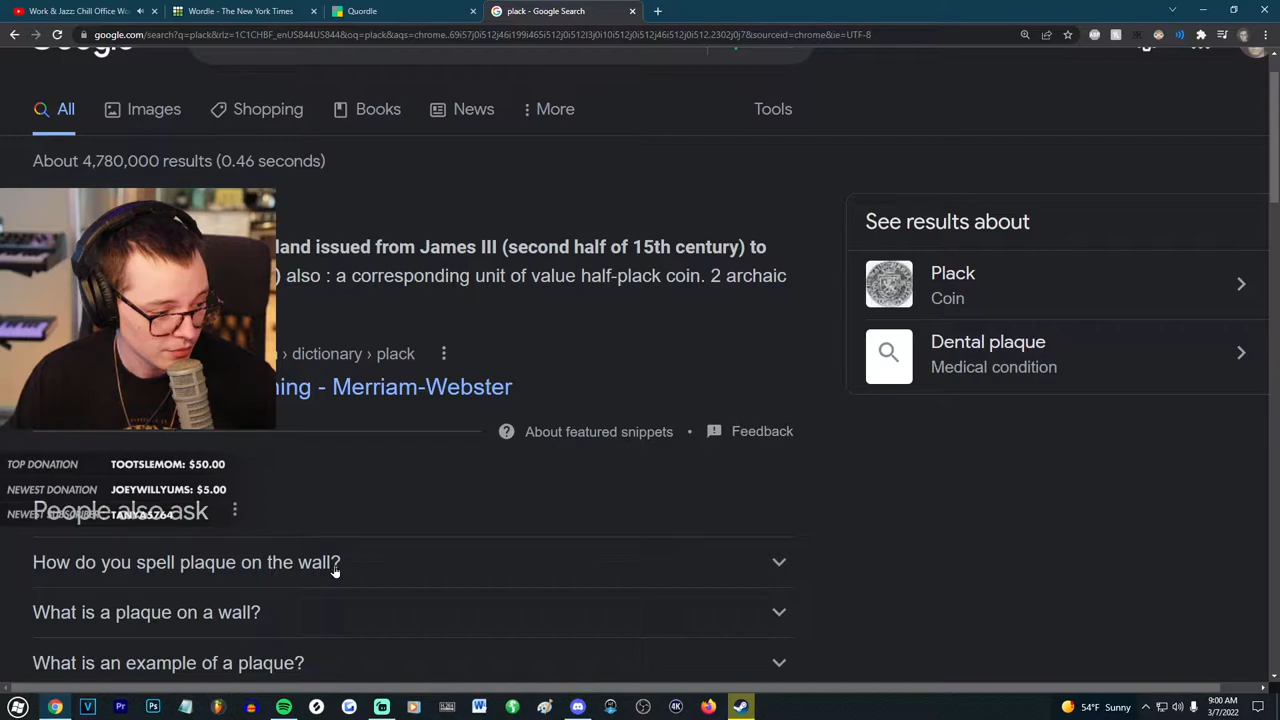 Work & Jazz: Chill Office Wo
Wordle - The New York Times
Quordle
plack - Google Search
google.com/search?q=plack&rlz=1C1CHBF_enUS844US844&oq=plack&aqs=chrome..69i57j0i512j46i199i465i512j0i512l3j0i10i512j0i512j46i512j0i512.2302j0j7&sourceid=chrome&ie=UTF-8
All
Images
Shopping
Books
News
More
Tools
About 4,780,000 results (0.46 seconds)
land issued from James III (second half of 15th century) to
) also : a corresponding unit of value half-plack coin. 2 archaic
› dictionary › plack
ning - Merriam-Webster
About featured snippets
Feedback
See results about
Plack
Coin
Dental plaque
Medical condition
TOP DONATION TOOTSLEMOM: $50.00
NEWEST DONATION JOEYWILLYUMS: $5.00
NEWEST SUBSCRIBER TANYA5764
People also ask
How do you spell plaque on the wall?
What is a plaque on a wall?
What is an example of a plaque?
54°F Sunny
9:00 AM
3/7/2022